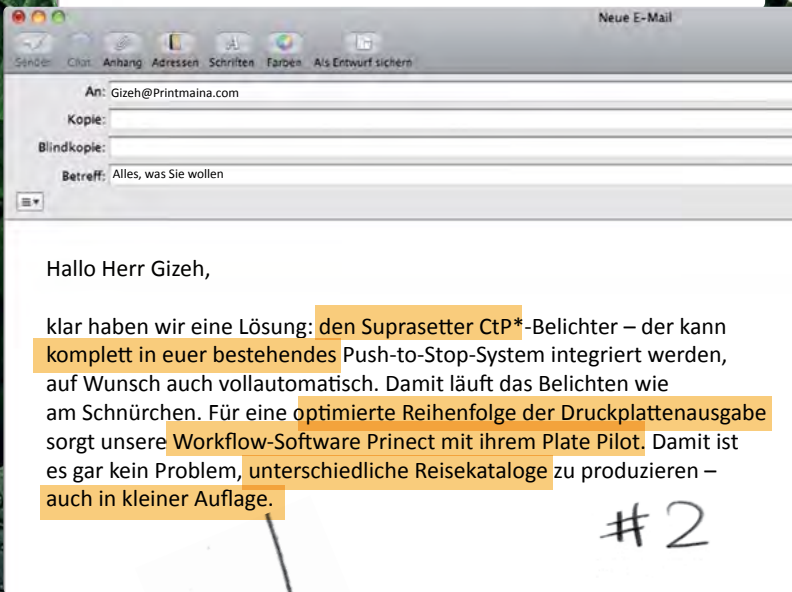 Neue E-Mail
Senden Chat Anhang Adressen Schriften Farben Als Entwurf sichern
An: Gizeh@Printmaina.com
Kopie:
Blindkopie:
Betreff: Alles, was Sie wollen
Hallo Herr Gizeh,
klar haben wir eine Lösung: den Suprasetter CtP*-Belichter – der kann
komplett in euer bestehendes Push-to-Stop-System integriert werden,
auf Wunsch auch vollautomatisch. Damit läuft das Belichten wie
am Schnürchen. Für eine optimierte Reihenfolge der Druckplattenausgabe
sorgt unsere Workflow-Software Prinect mit ihrem Plate Pilot. Damit ist
es gar kein Problem, unterschiedliche Reisekataloge zu produzieren –
auch in kleiner Auflage.
#2